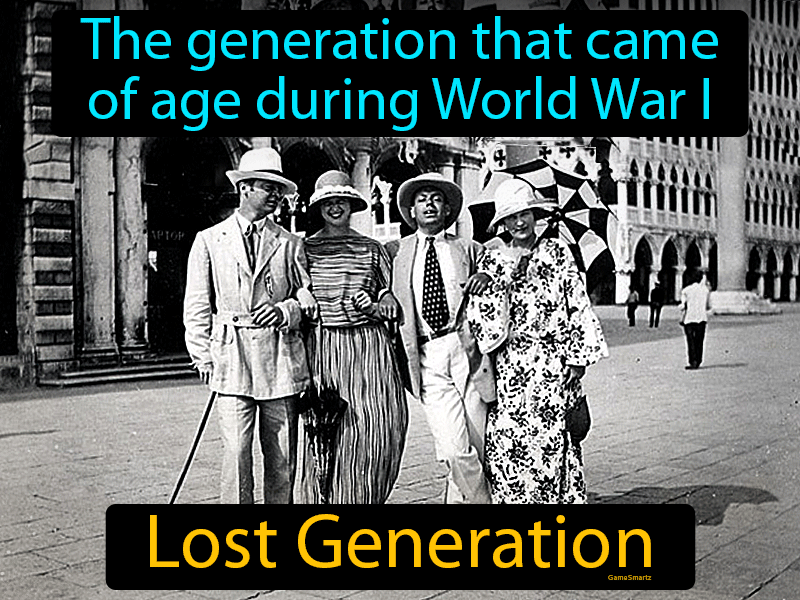 The generation that came
of age during World War I
Lost Generation
GameSmartz